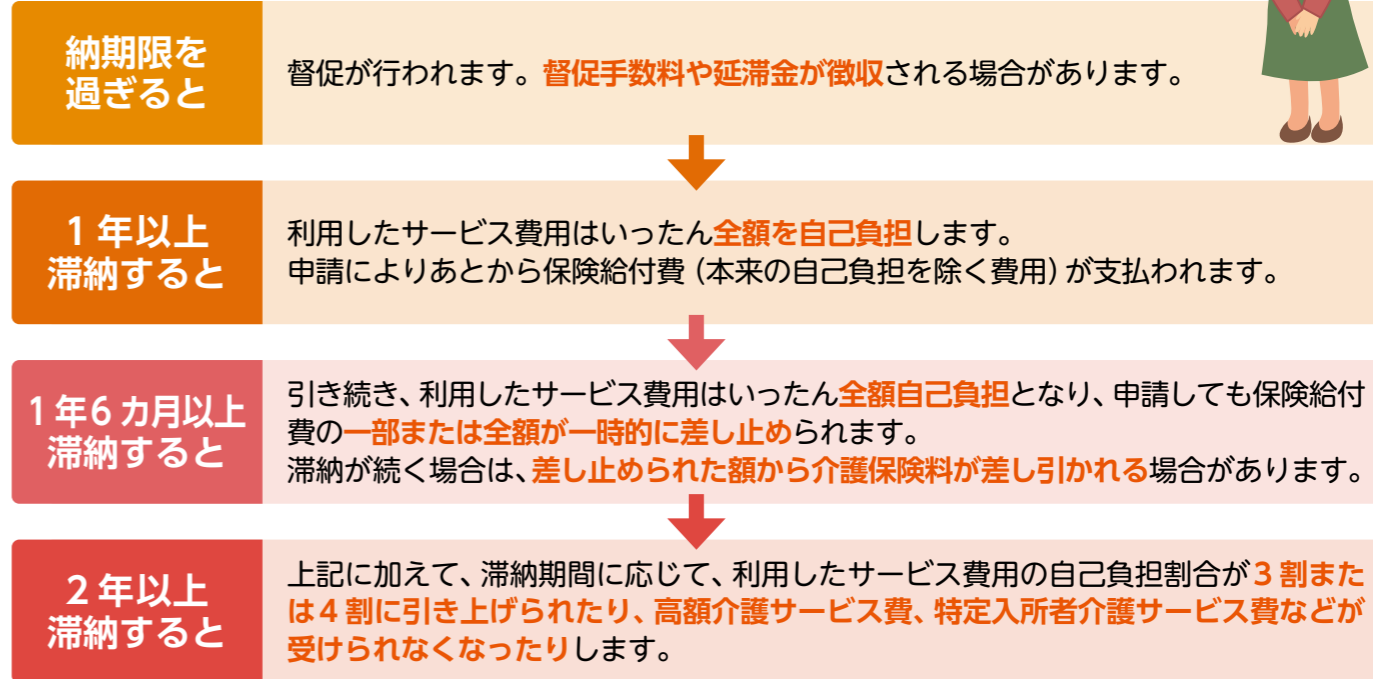 納期限を
過ぎると
督促が行われます。督促手数料や延滞金が徴収される場合があります。
1年以上
滞納すると
利用したサービス費用はいったん全額を自己負担します。
申請によりあとから保険給付費(本来の自己負担を除く費用)が支払われます。
1年6カ月以上
滞納すると
引き続き、利用したサービス費用はいったん全額自己負担となり、申請しても保険給付
費の一部または全額が一時的に差し止められます。
滞納が続く場合は、差し止められた額から介護保険料が差し引かれる場合があります。
2年以上
滞納すると
上記に加えて、滞納期間に応じて、利用したサービス費用の自己負担割合が3割また
は4割に引き上げられたり、高額介護サービス費、特定入所者介護サービス費などが
受けられなくなったりします。